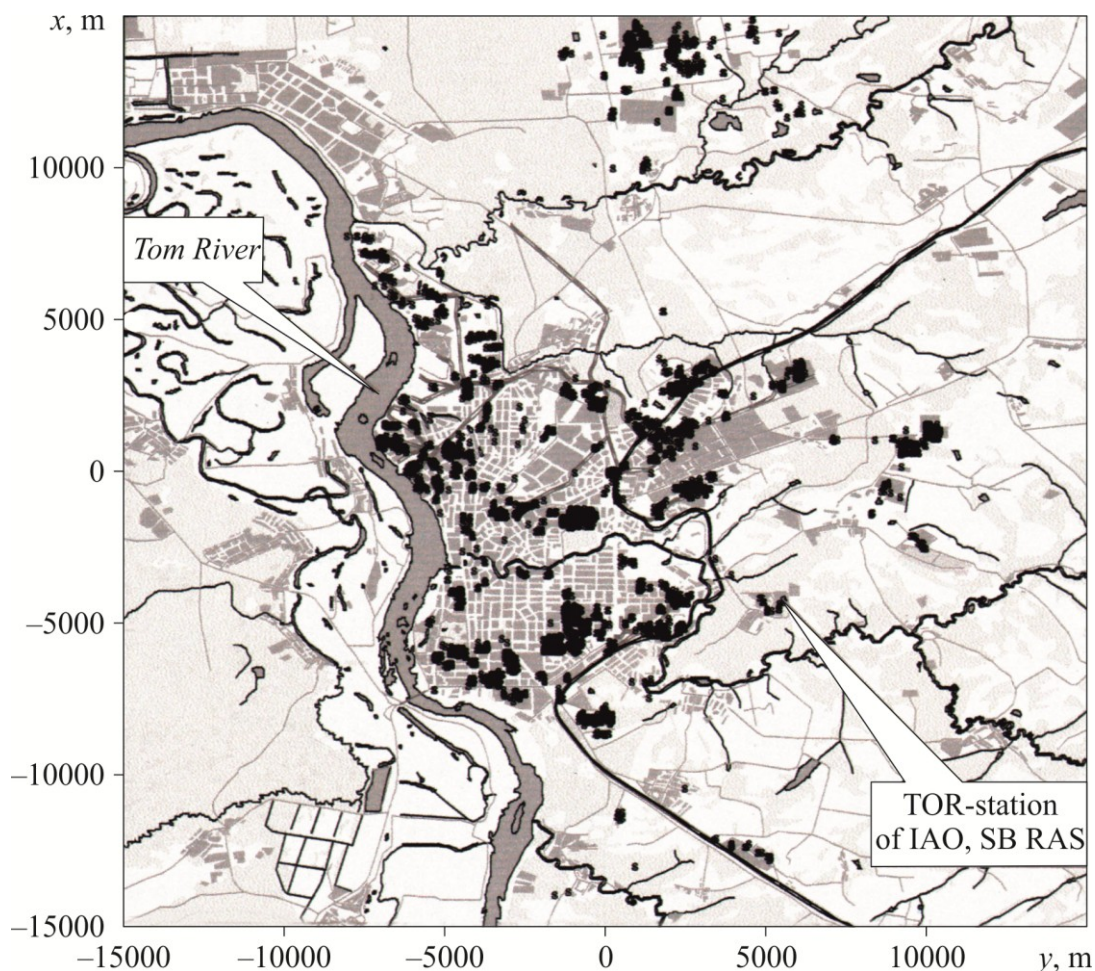 x, m
10000
Tom River
5000
0
–5000
–10000
TOR-station
of IAO, SB RAS
–15000
–15000 –10000 –5000 0 5000 10000 y, m